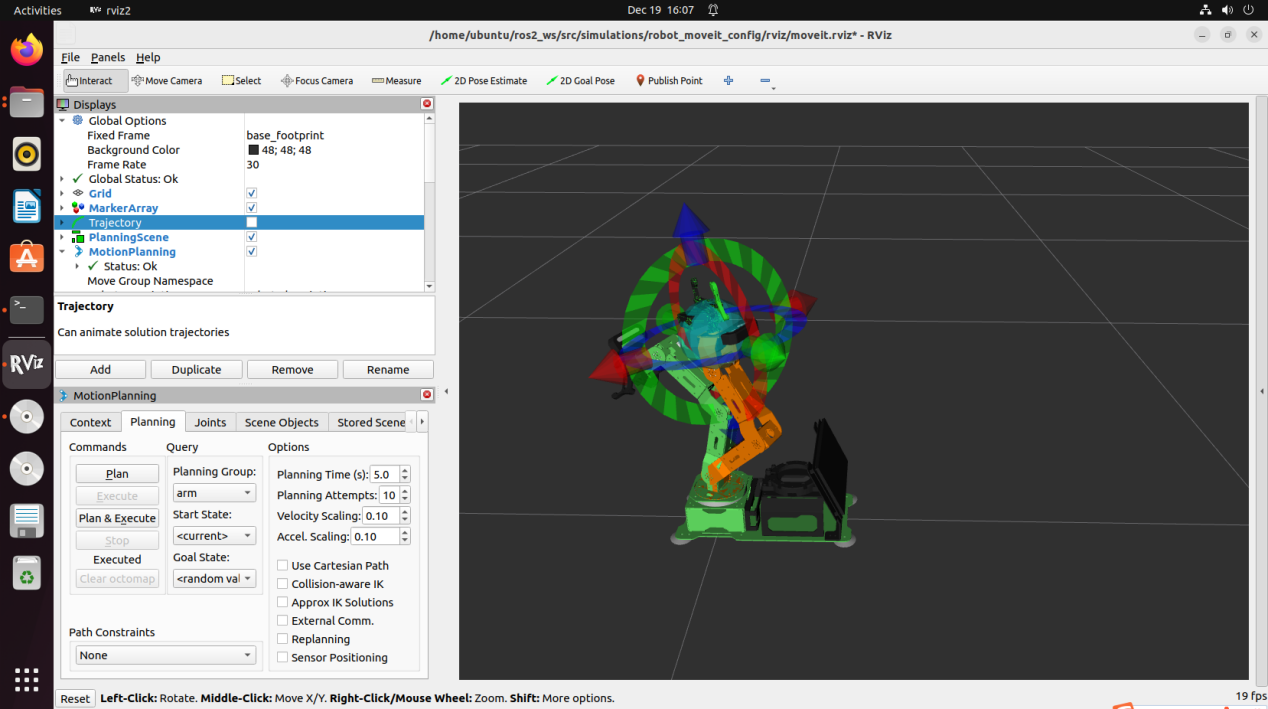 Activities rviz2 Dec 19 16:07
/home/ubuntu/ros2_ws/src/simulations/robot_moveit_config/rviz/moveit.rviz* - RViz
File Panels Help
Interact Move Camera Select Focus Camera Measure 2D Pose Estimate 2D Goal Pose Publish Point
Displays
Global Options
Fixed Frame base_footprint
Background Color 48; 48; 48
Frame Rate 30
Global Status: Ok
Grid
MarkerArray
Trajectory
PlanningScene
MotionPlanning
Status: Ok
Move Group Namespace
Trajectory
Can animate solution trajectories
Add Duplicate Remove Rename
MotionPlanning
Context Planning Joints Scene Objects Stored Scene
Commands
Plan
Execute
Plan & Execute
Stop
Executed
Clear octomap
Query
Planning Group:
arm
Start State:
<current>
Goal State:
<random val
Options
Planning Time (s): 5.0
Planning Attempts: 10
Velocity Scaling: 0.10
Accel. Scaling: 0.10
Use Cartesian Path
Collision-aware IK
Approx IK Solutions
External Comm.
Replanning
Sensor Positioning
Path Constraints
None
RViz
Reset Left-Click: Rotate. Middle-Click: Move X/Y. Right-Click/Mouse Wheel: Zoom. Shift: More options. 19 fps